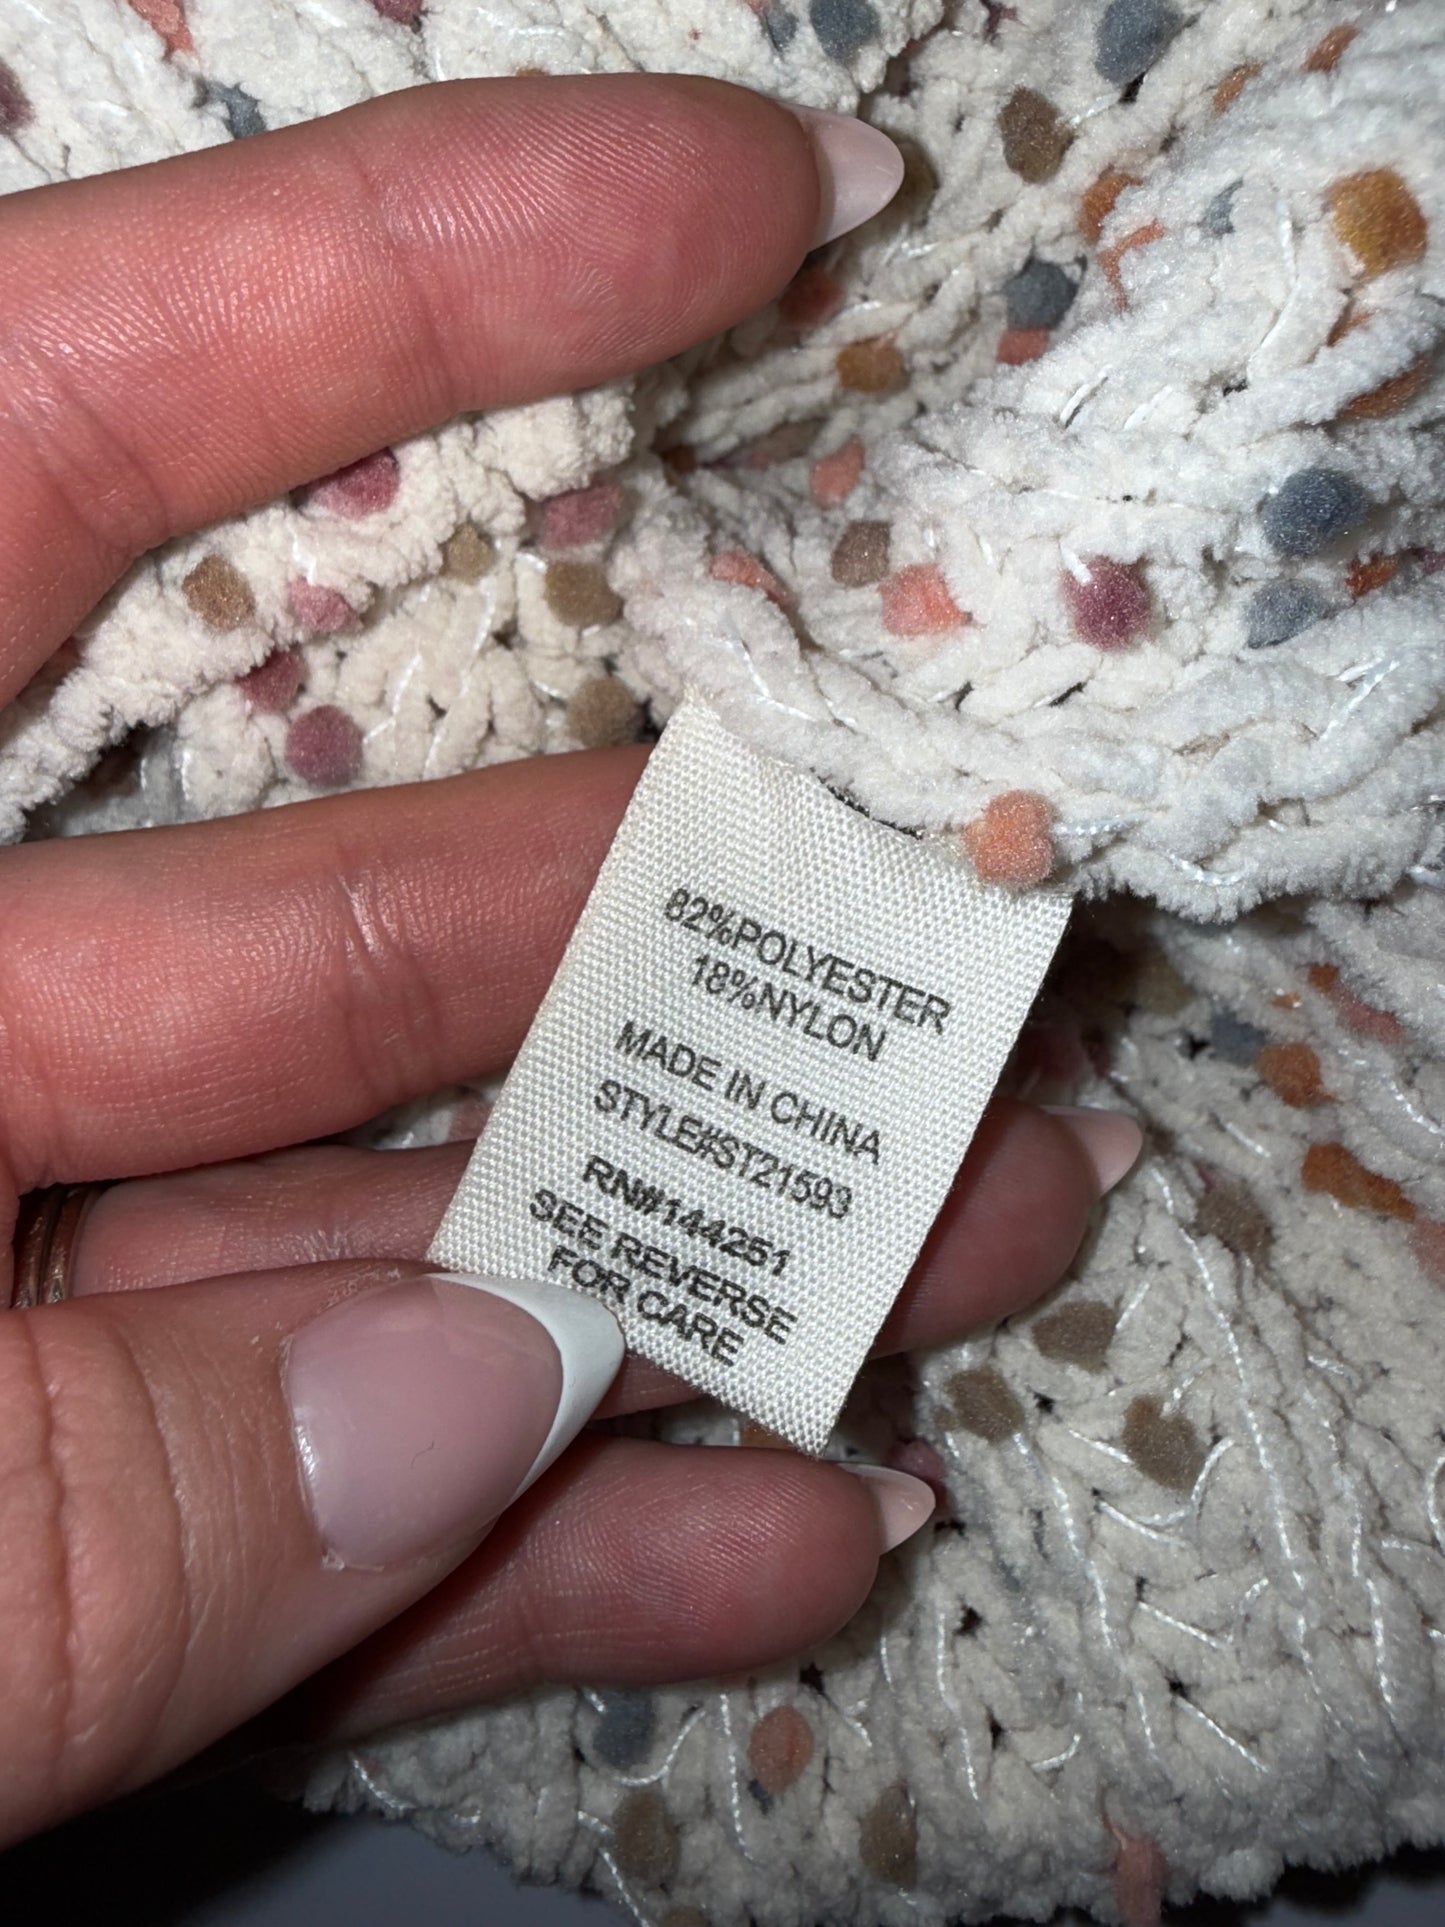 82%POLYESTER
18%NYLON
MADE IN CHINA
STYLE#ST21593
RN#144251
SEE REVERSE
FOR CARE